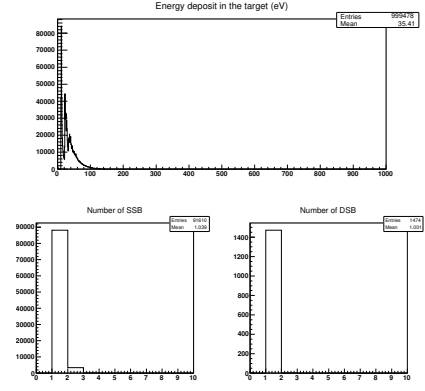 Energy deposit in the target (eV)
Entries 999478
Mean 35.41
80000
70000
60000
50000
40000
30000
20000
10000
0
0 100 200 300 400 500 600 700 800 900 1000
Number of SSB
Entries 91610
Mean 1.039
90000
80000
70000
60000
50000
40000
30000
20000
10000
0
0 1 2 3 4 5 6 7 8 9 10
Number of DSB
Entries 1474
Mean 1.001
1400
1200
1000
800
600
400
200
0
0 1 2 3 4 5 6 7 8 9 10